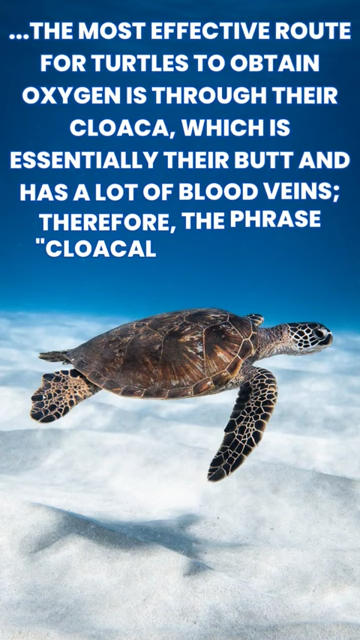 ...THE MOST EFFECTIVE ROUTE
FOR TURTLES TO OBTAIN
OXYGEN IS THROUGH THEIR
CLOACA, WHICH IS
ESSENTIALLY THEIR BUTT AND
HAS A LOT OF BLOOD VEINS;
THEREFORE, THE PHRASE
"CLOACAL